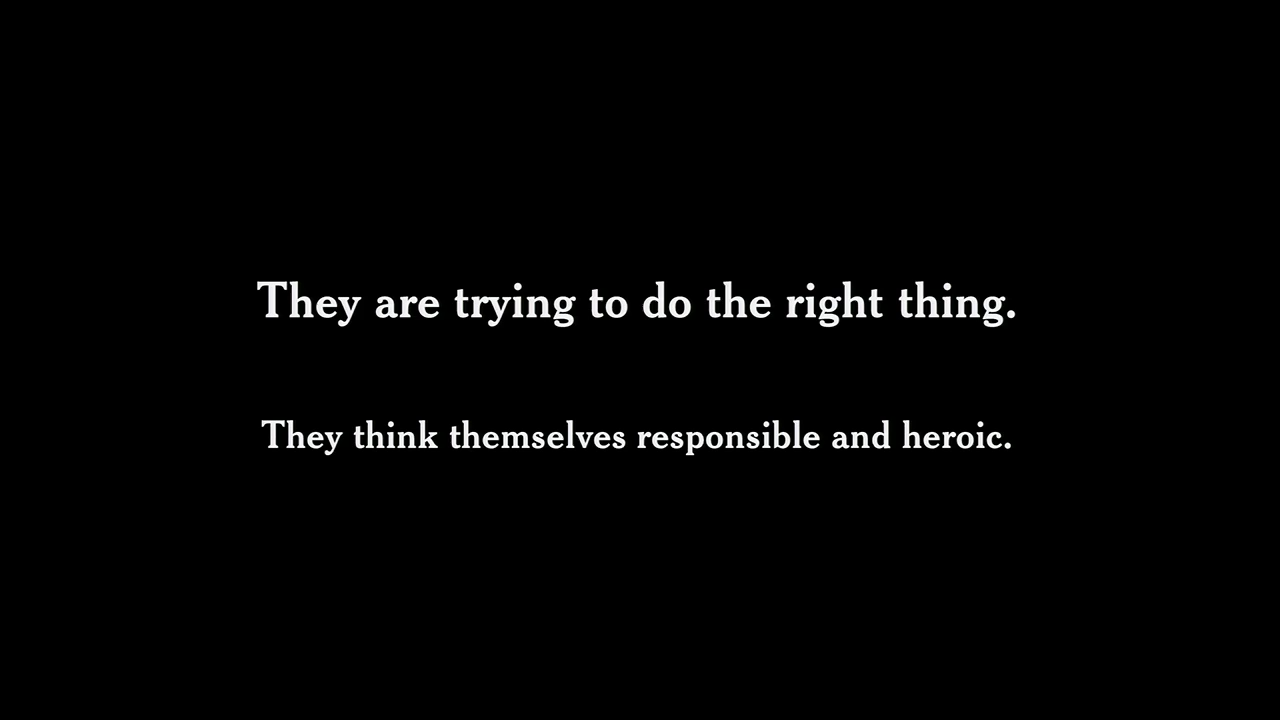 They are trying to do the right thing.
They think themselves responsible and heroic.